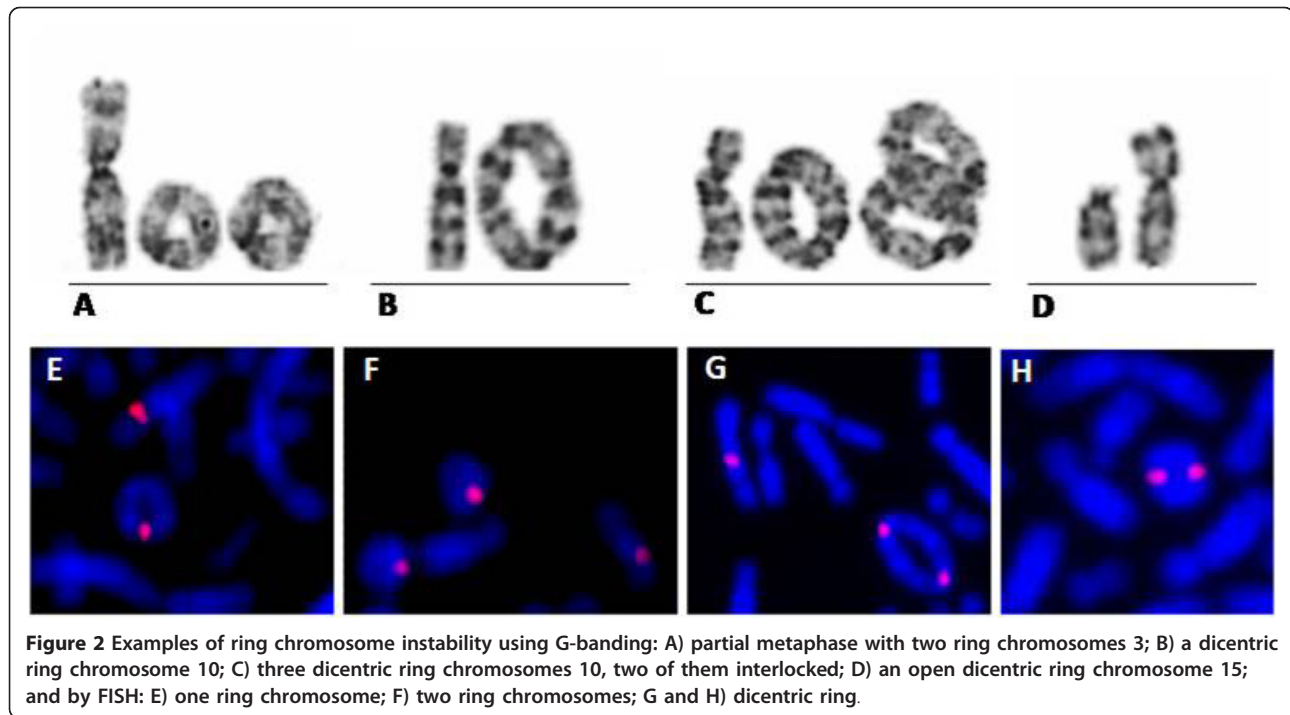 A
B
C
D
E
F
G
H
Figure 2 Examples of ring chromosome instability using G-banding: A) partial metaphase with two ring chromosomes 3; B) a dicentric
ring chromosome 10; C) three dicentric ring chromosomes 10, two of them interlocked; D) an open dicentric ring chromosome 15;
and by FISH: E) one ring chromosome; F) two ring chromosomes; G and H) dicentric ring.